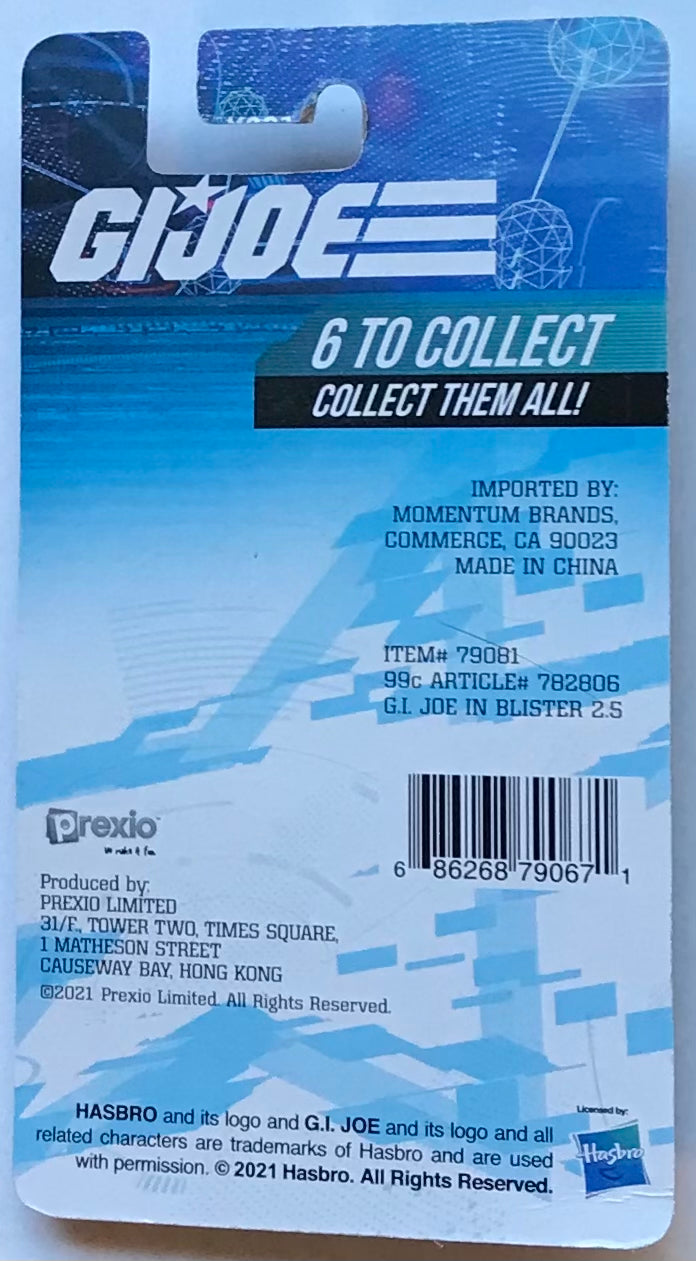 GIJOE
6 TO COLLECT
COLLECT THEM ALL!
IMPORTED BY:
MOMENTUM BRANDS,
COMMERCE, CA 90023
MADE IN CHINA
ITEM# 79081
99c ARTICLE# 782806
G.I. JOE IN BLISTER 2.5
6 86268 79067 1
prexio
We make it fun
Produced by:
PREXIO LIMITED
31/F., TOWER TWO, TIMES SQUARE,
1 MATHESON STREET
CAUSEWAY BAY, HONG KONG
©2021 Prexio Limited. All Rights Reserved.
Licensed by:
Hasbro
HASBRO and its logo and G.I. JOE and its logo and all
related characters are trademarks of Hasbro and are used
with permission. © 2021 Hasbro. All Rights Reserved.